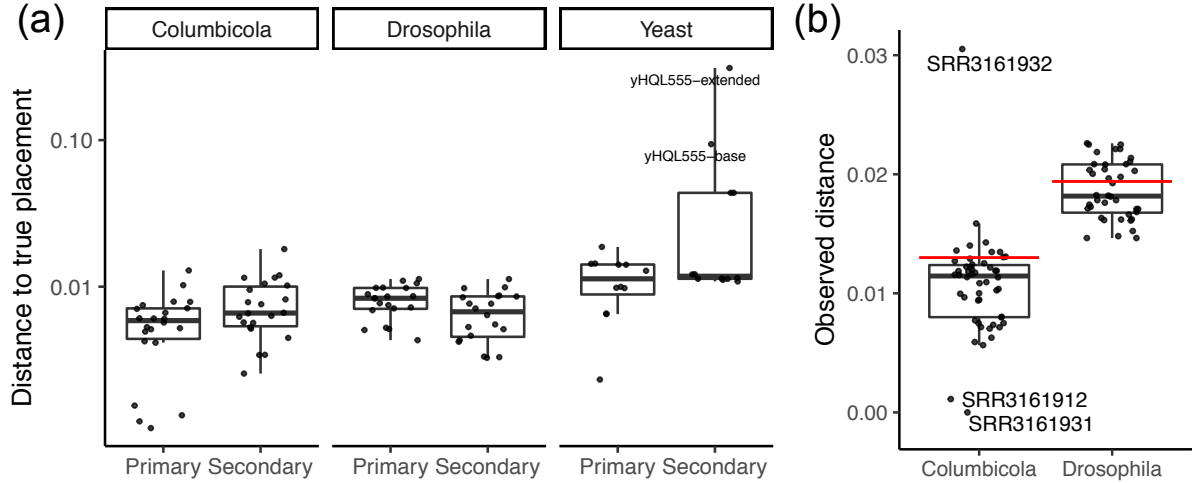 (a)
Columbicola Drosophila Yeast
Distance to true placement
0.10
0.01
yHQL555-extended
yHQL555-base
Primary Secondary Primary Secondary Primary Secondary
(b)
Observed distance
0.03
0.02
0.01
0.00
SRR3161932
SRR3161912
SRR3161931
Columbicola Drosophila